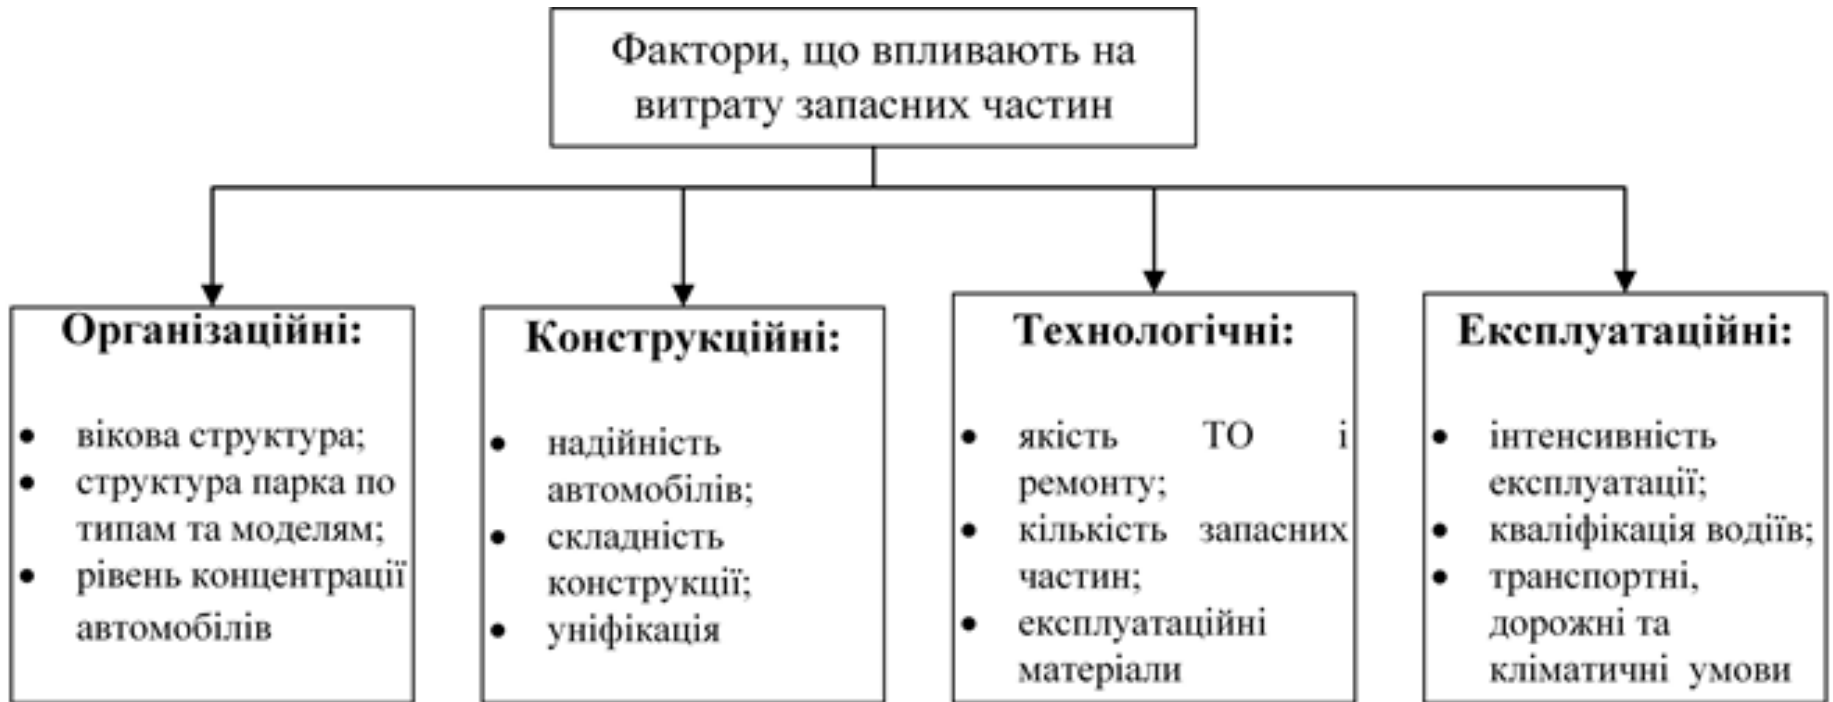 Фактори, що впливають на
витрату запасних частин
Організаційні:
• вікова структура;
• структура парка по
типам та моделям;
• рівень концентрації
автомобілів
Конструкційні:
• надійність
автомобілів;
• складність
конструкції;
• уніфікація
Технологічні:
• якість ТО і
ремонту;
• кількість запасних
частин;
• експлуатаційні
матеріали
Експлуатаційні:
• інтенсивність
експлуатації;
• кваліфікація водіїв;
• транспортні,
дорожні та
кліматичні умови